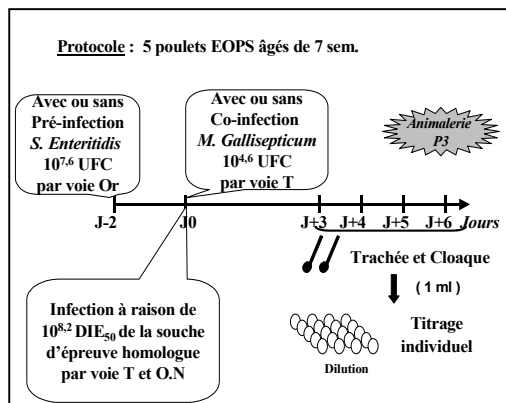 Protocole : 5 poulets EOPS âgés de 7 sem.
Avec ou sans
Pré-infection
S. Enteritidis
10^7,6 UFC
par voie Or
Avec ou sans
Co-infection
M. Gallisepticum
10^4,6 UFC
par voie T
Animalerie
P3
J-2
J0
J+3
J+4
J+5
J+6
Jours
Trachée et Cloaque
( 1 ml )
Infection à raison de
10^8,2 DIE50 de la souche
d'épreuve homologue
par voie T et O.N
Titrage
individuel
Dilution